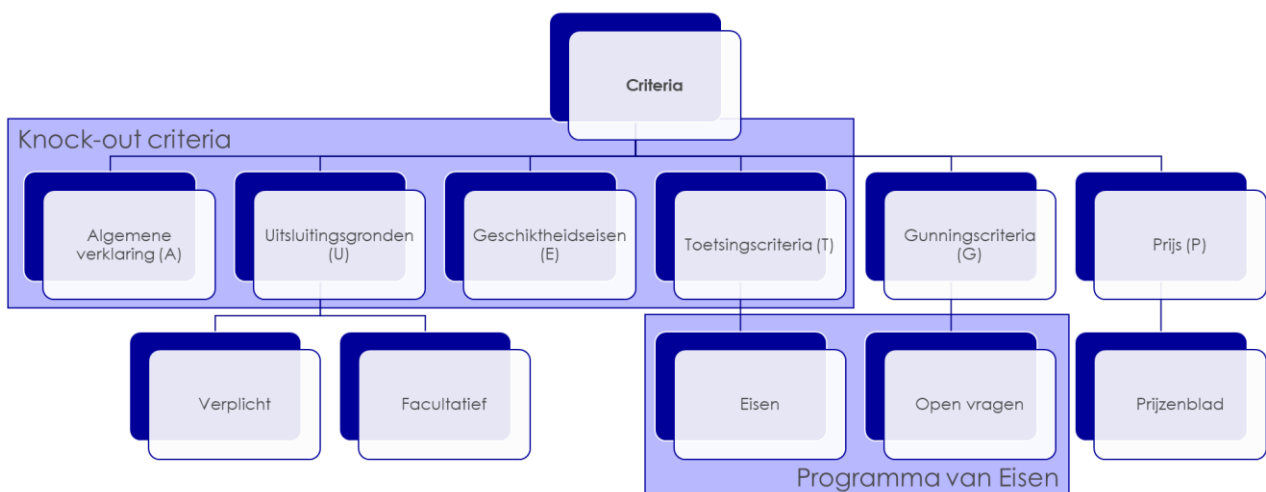 Criteria
Knock-out criteria
Algemene
verklaring (A)
Uitsluitingsgronden
(U)
Geschiktheidseisen
(E)
Toetsingscriteria (T)
Gunningscriteria
(G)
Prijs (P)
Verplicht
Facultatief
Eisen
Open vragen
Prijzenblad
Programma van Eisen